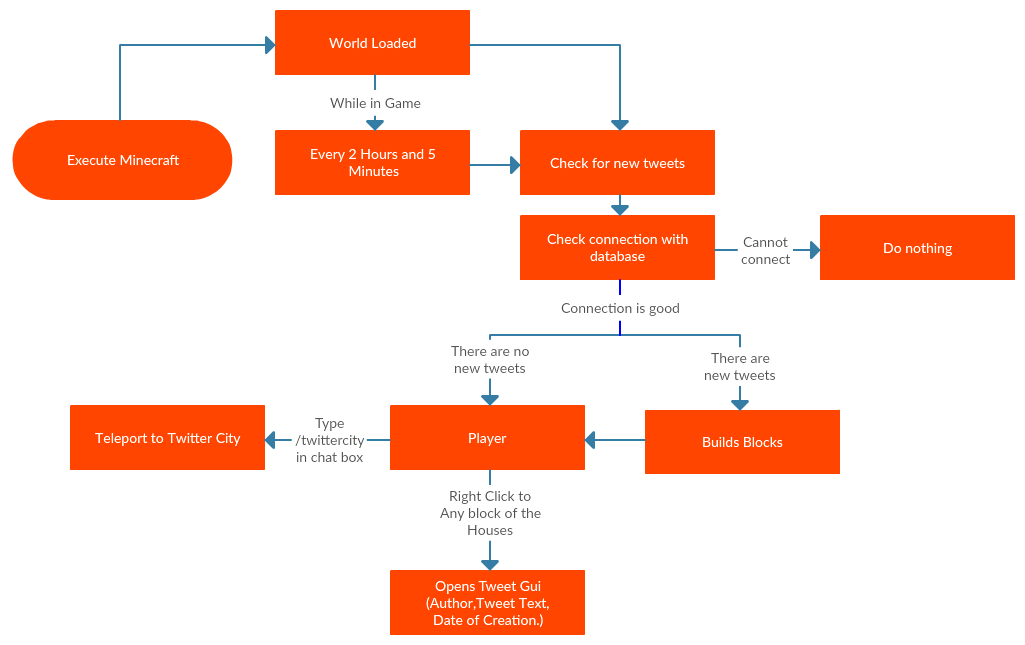 World Loaded
While in Game
Execute Minecraft
Every 2 Hours and 5
Minutes
Check for new tweets
Check connection with
database
Cannot
connect
Do nothing
Connection is good
There are no
new tweets
There are
new tweets
Teleport to Twitter City
Type
/twittercity
in chat box
Player
Builds Blocks
Right Click to
Any block of the
Houses
Opens Tweet Gui
(Author,Tweet Text,
Date of Creation.)